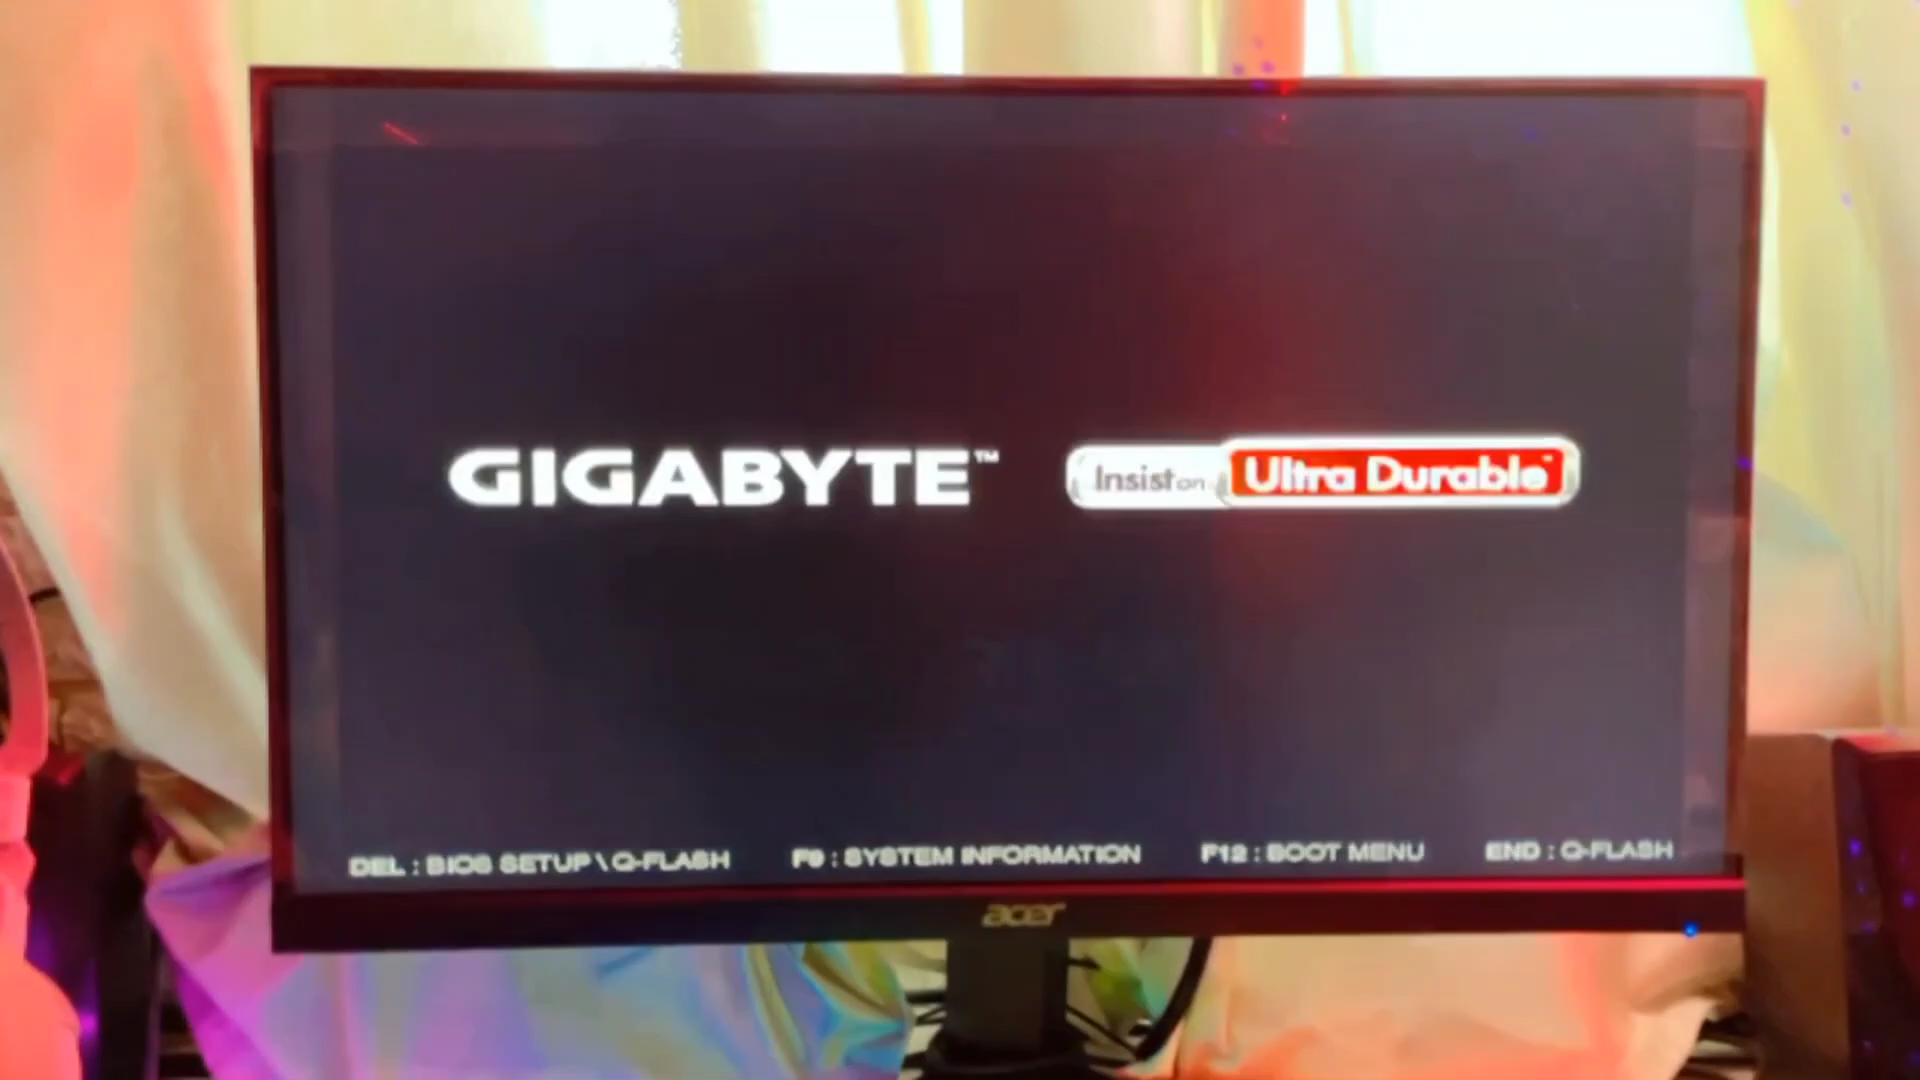 GIGABYTE™
Insist on Ultra Durable™
DEL : BIOS SETUP \ Q-FLASH F9 : SYSTEM INFORMATION F12 : BOOT MENU END : Q-FLASH
acer